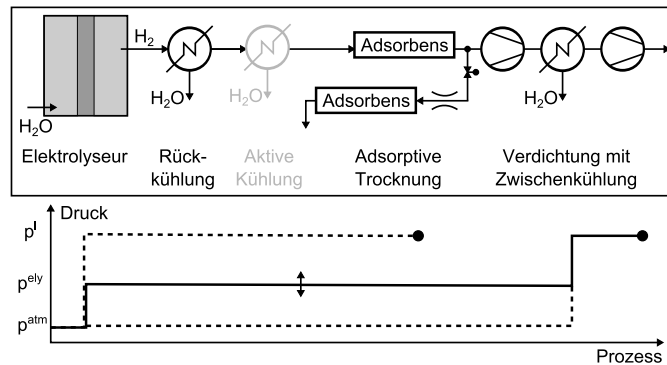 H₂
Adsorbens
H₂O
H₂O
H₂O
H₂O
Adsorbens
Elektrolyseur
Rück-
kühlung
Aktive
Kühlung
Adsorptive
Trocknung
Verdichtung mit
Zwischenkühlung
Druck
pˡ
pᵉˡʸ
pᵃᵗᵐ
Prozess